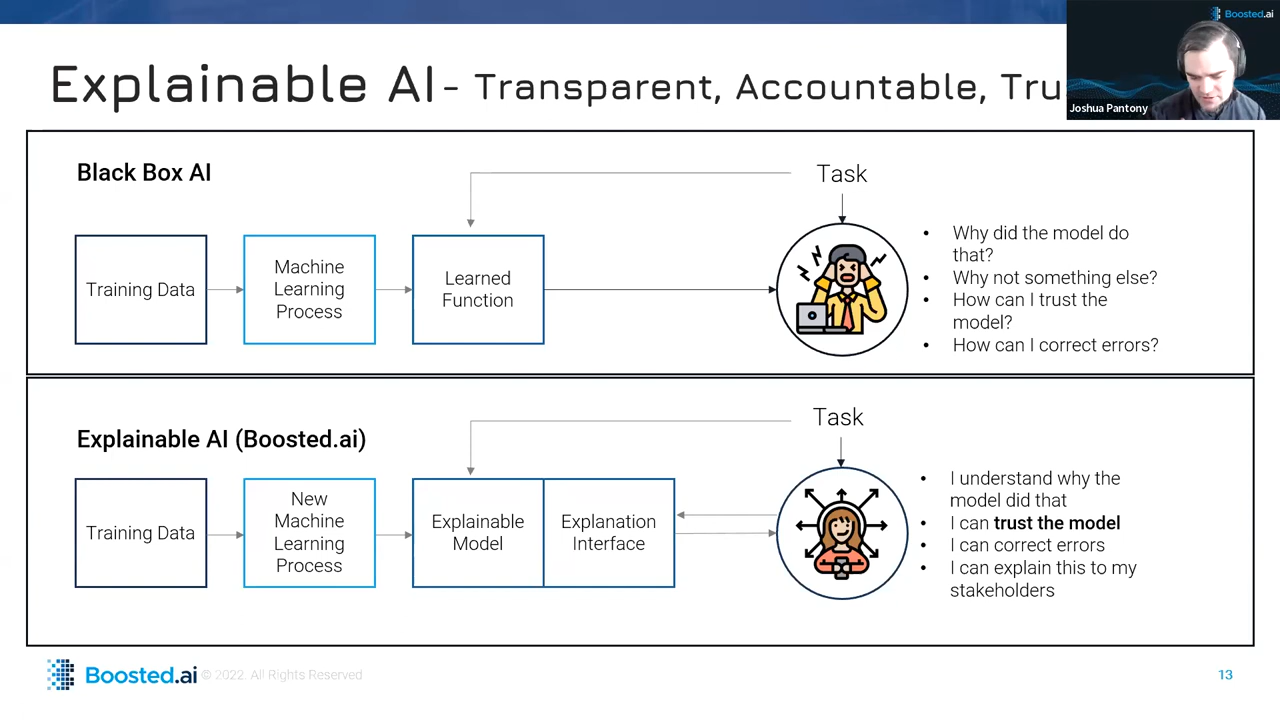 Boosted.ai
Explainable AI - Transparent, Accountable, Tru
Joshua Pantony
Black Box AI
Task
Training Data
Machine
Learning
Process
Learned
Function
• Why did the model do
that?
• Why not something else?
• How can I trust the
model?
• How can I correct errors?
Explainable AI (Boosted.ai)
Task
Training Data
New
Machine
Learning
Process
Explainable
Model
Explanation
Interface
• I understand why the
model did that
• I can trust the model
• I can correct errors
• I can explain this to my
stakeholders
Boosted.ai © 2022. All Rights Reserved
13